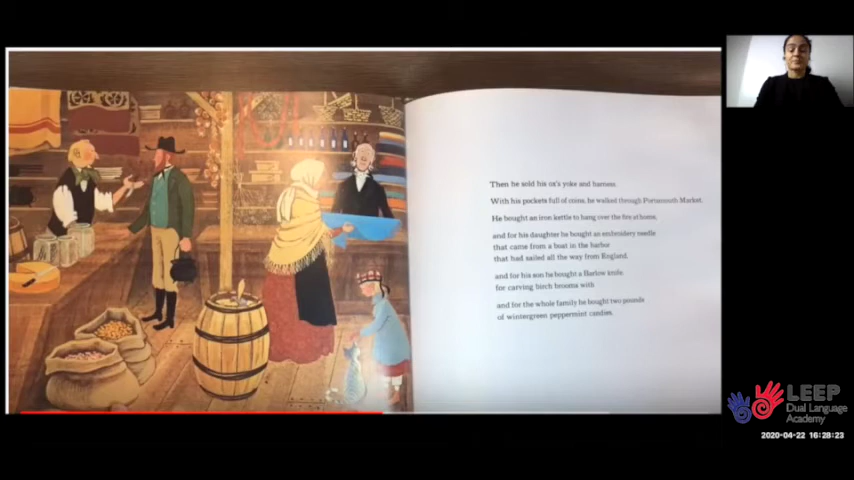 Then he sold his ox's yoke and harness.
With his pockets full of coins, he walked through Portsmouth Market.
He bought an iron kettle to hang over the fire at home,
and for his daughter he bought an embroidery needle
that came from a boat in the harbor
that had sailed all the way from England,
and for his son he bought a Barlow knife,
for carving birch brooms with
and for the whole family he bought two pounds
of wintergreen peppermint candies.
LEEP
Dual Language
Academy
2020-04-22 16:28:23